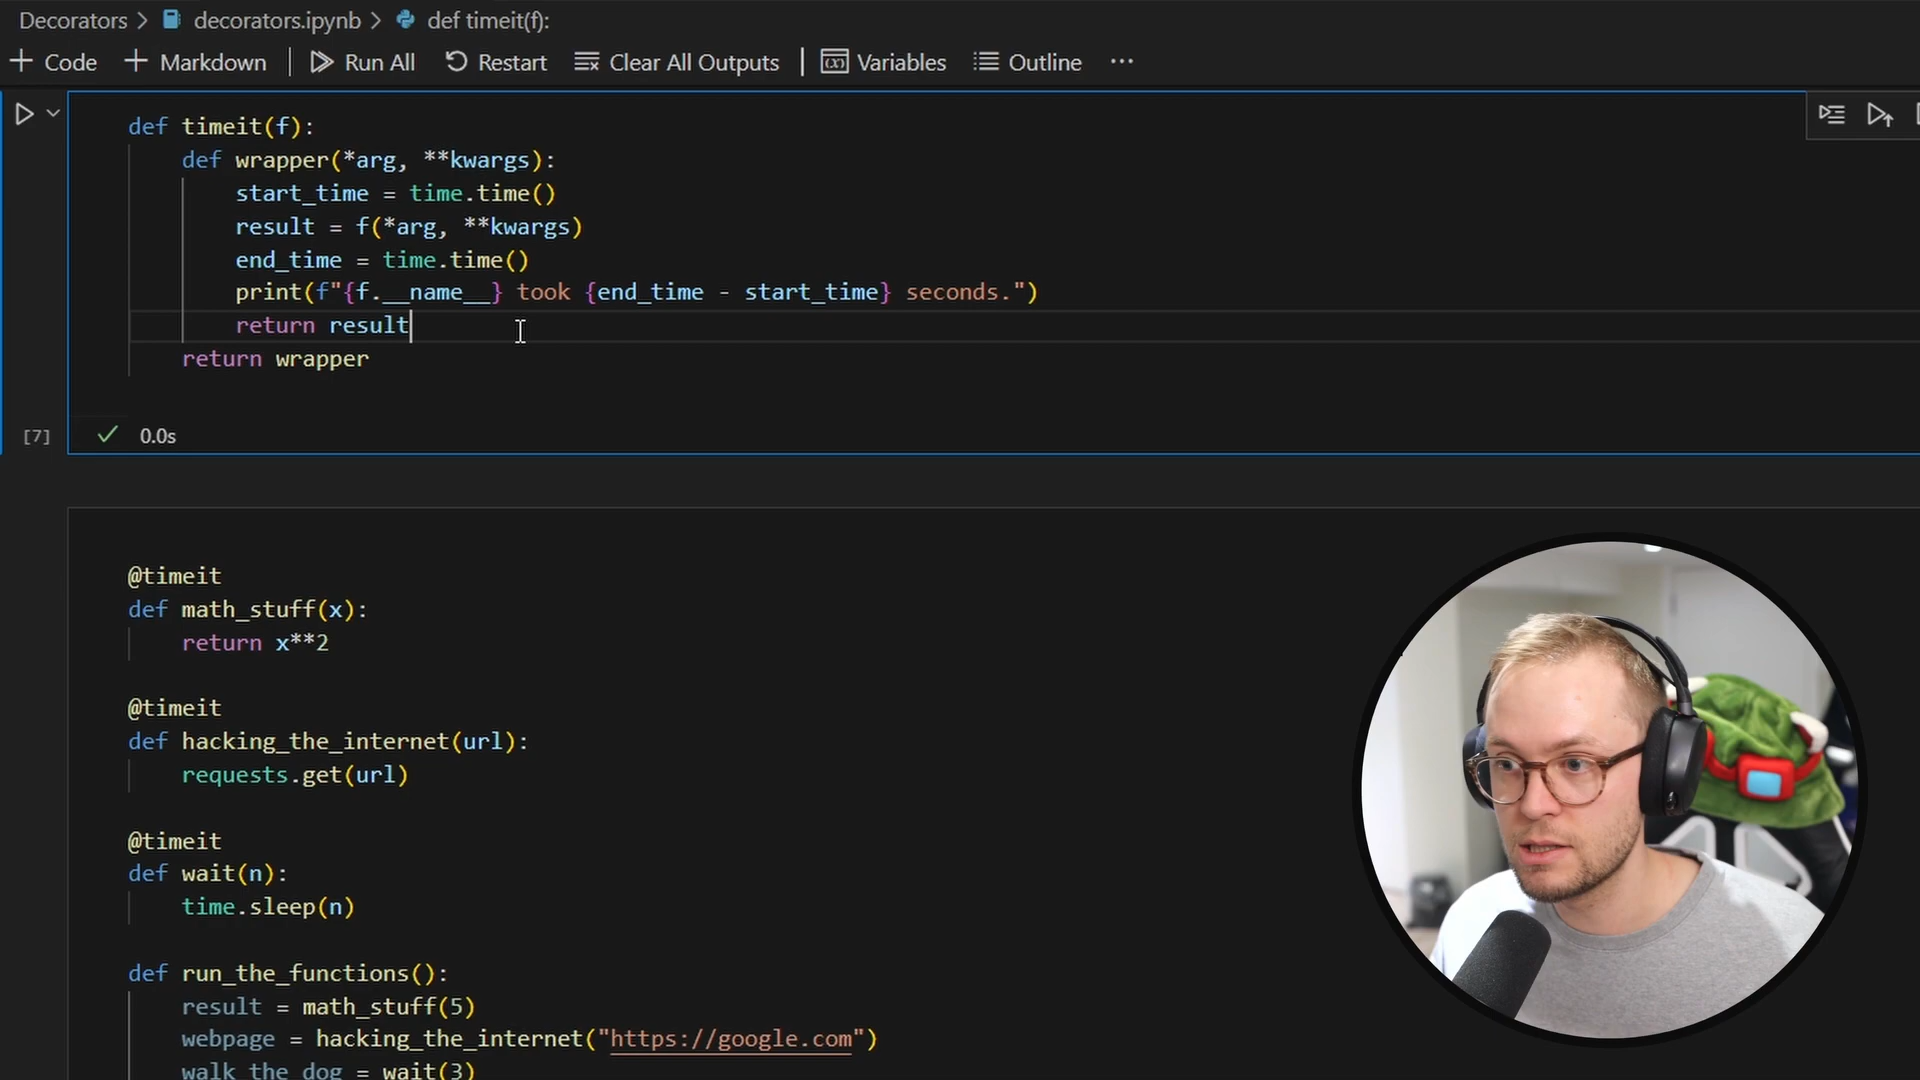 Decorators > decorators.ipynb > def timeit(f):
+ Code + Markdown | Run All Restart Clear All Outputs | Variables Outline ...
def timeit(f):
def wrapper(*arg, **kwargs):
start_time = time.time()
result = f(*arg, **kwargs)
end_time = time.time()
print(f"{f.__name__} took {end_time - start_time} seconds.")
return result
return wrapper
[7] ✓ 0.0s
@timeit
def math_stuff(x):
return x**2
@timeit
def hacking_the_internet(url):
requests.get(url)
@timeit
def wait(n):
time.sleep(n)
def run_the_functions():
result = math_stuff(5)
webpage = hacking_the_internet("https://google.com")
walk_the_dog = wait(3)